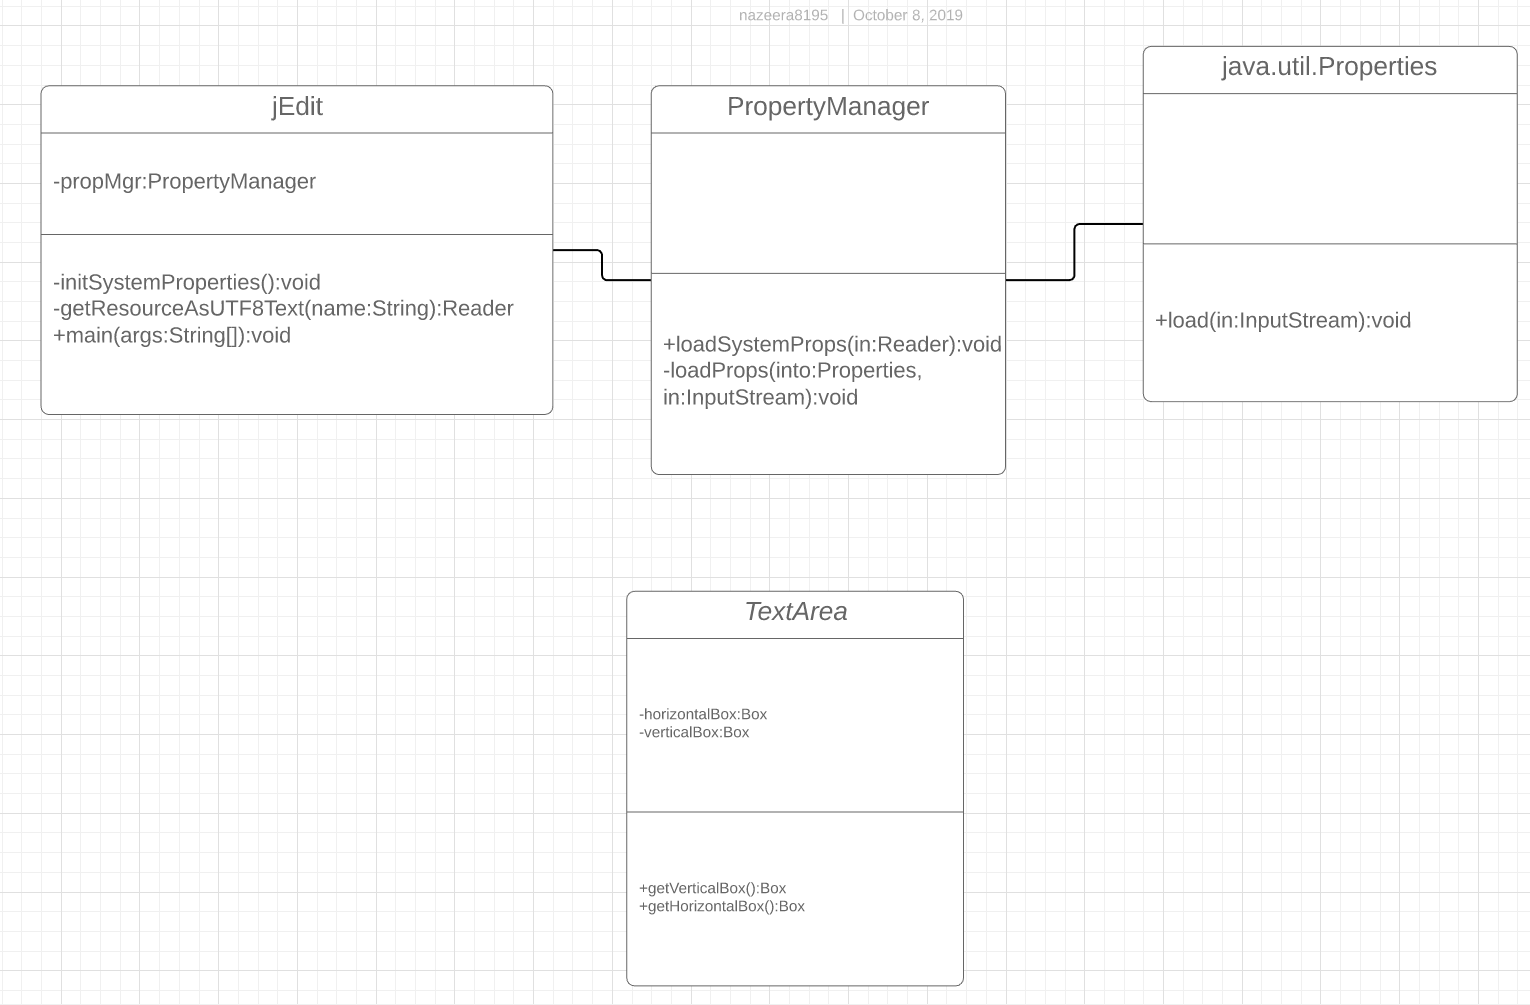 nazeera8195 | October 8, 2019
jEdit
-propMgr:PropertyManager
-initSystemProperties():void
-getResourceAsUTF8Text(name:String):Reader
+main(args:String[]):void
PropertyManager
+loadSystemProps(in:Reader):void
-loadProps(into:Properties,
in:InputStream):void
java.util.Properties
+load(in:InputStream):void
TextArea
-horizontalBox:Box
-verticalBox:Box
+getVerticalBox():Box
+getHorizontalBox():Box